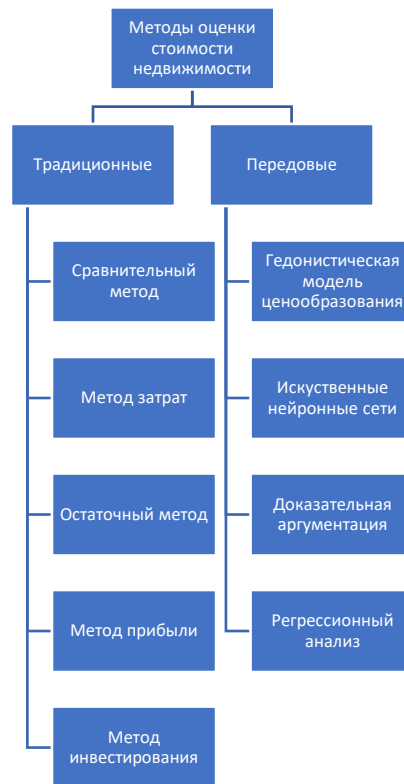 Методы оценки
стоимости
недвижимости
Традиционные
Передовые
Сравнительный
метод
Метод затрат
Остаточный метод
Метод прибыли
Метод
инвестирования
Гедонистическая
модель
ценообразования
Искуственные
нейронные сети
Доказательная
аргументация
Регрессионный
анализ